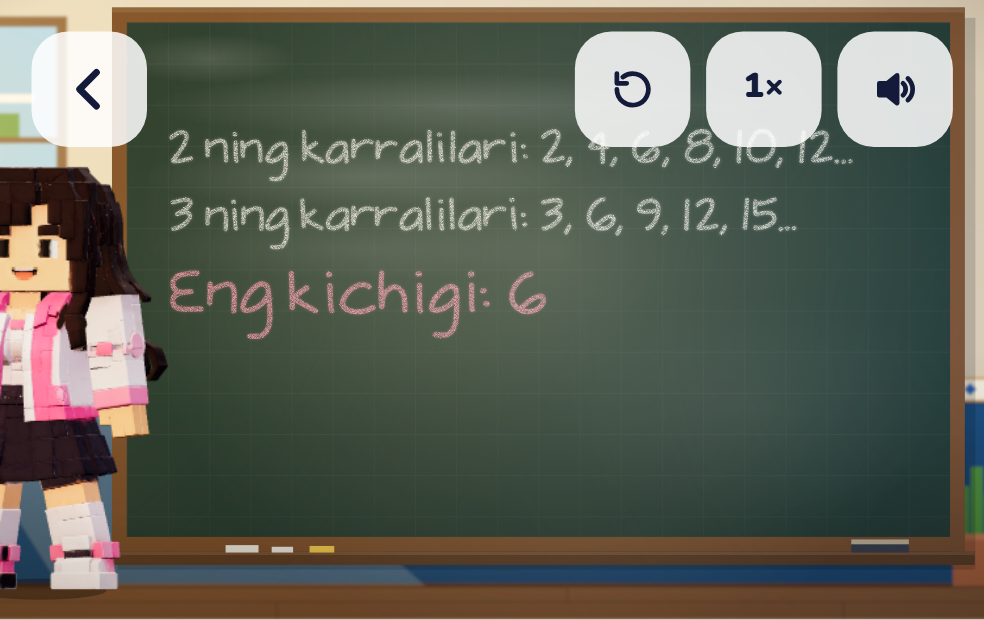 1×
2 ning karralilari: 2, 4, 6, 8, 10, 12...
3 ning karralilari: 3, 6, 9, 12, 15...
Eng kichigi: 6